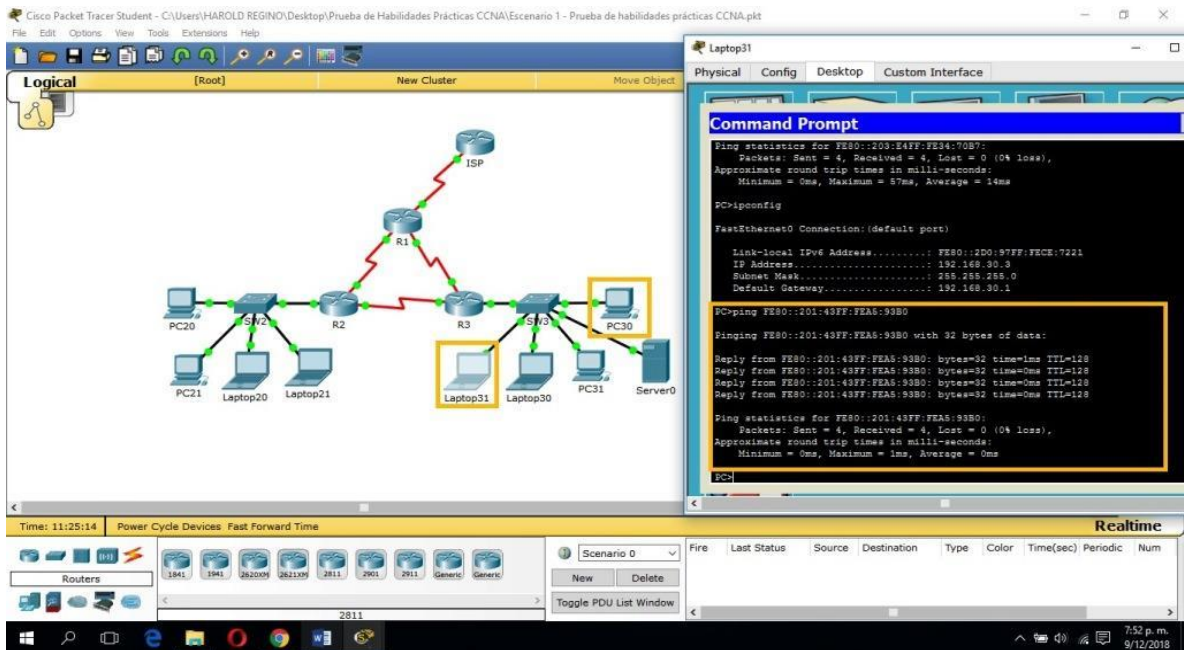 Cisco Packet Tracer Student - C:\Users\HAROLD REGINO\Desktop\Prueba de Habilidades Prácticas CCNA\Escenario 1 - Prueba de habilidades prácticas CCNA.pkt
File Edit Options View Tools Extensions Help
Logical [Root] New Cluster Move Object
ISP
R1
PC20 SW2 R2 R3 SW3 PC30
PC21 Laptop20 Laptop21 Laptop31 Laptop30 PC31 Server0
Laptop31
Physical Config Desktop Custom Interface
Command Prompt
Ping statistics for FE80::203:E4FF:FE34:70B7:
Packets: Sent = 4, Received = 4, Lost = 0 (0% loss),
Approximate round trip times in milli-seconds:
Minimum = 0ms, Maximum = 57ms, Average = 14ms
PC>ipconfig
FastEthernet0 Connection:(default port)
Link-local IPv6 Address.........: FE80::2D0:97FF:FECE:7221
IP Address......................: 192.168.30.3
Subnet Mask.....................: 255.255.255.0
Default Gateway.................: 192.168.30.1
PC>ping FE80::201:43FF:FEA5:93B0
Pinging FE80::201:43FF:FEA5:93B0 with 32 bytes of data:
Reply from FE80::201:43FF:FEA5:93B0: bytes=32 time=1ms TTL=128
Reply from FE80::201:43FF:FEA5:93B0: bytes=32 time=0ms TTL=128
Reply from FE80::201:43FF:FEA5:93B0: bytes=32 time=0ms TTL=128
Reply from FE80::201:43FF:FEA5:93B0: bytes=32 time=0ms TTL=128
Ping statistics for FE80::201:43FF:FEA5:93B0:
Packets: Sent = 4, Received = 4, Lost = 0 (0% loss),
Approximate round trip times in milli-seconds:
Minimum = 0ms, Maximum = 1ms, Average = 0ms
PC>
Time: 11:25:14 Power Cycle Devices Fast Forward Time Realtime
Routers
1841 1941 2620XM 2621XM 2811 2901 2911 Generic Generic
2811
Scenario 0
New Delete
Toggle PDU List Window
Fire Last Status Source Destination Type Color Time(sec) Periodic Num
7:52 p. m.
9/12/2018